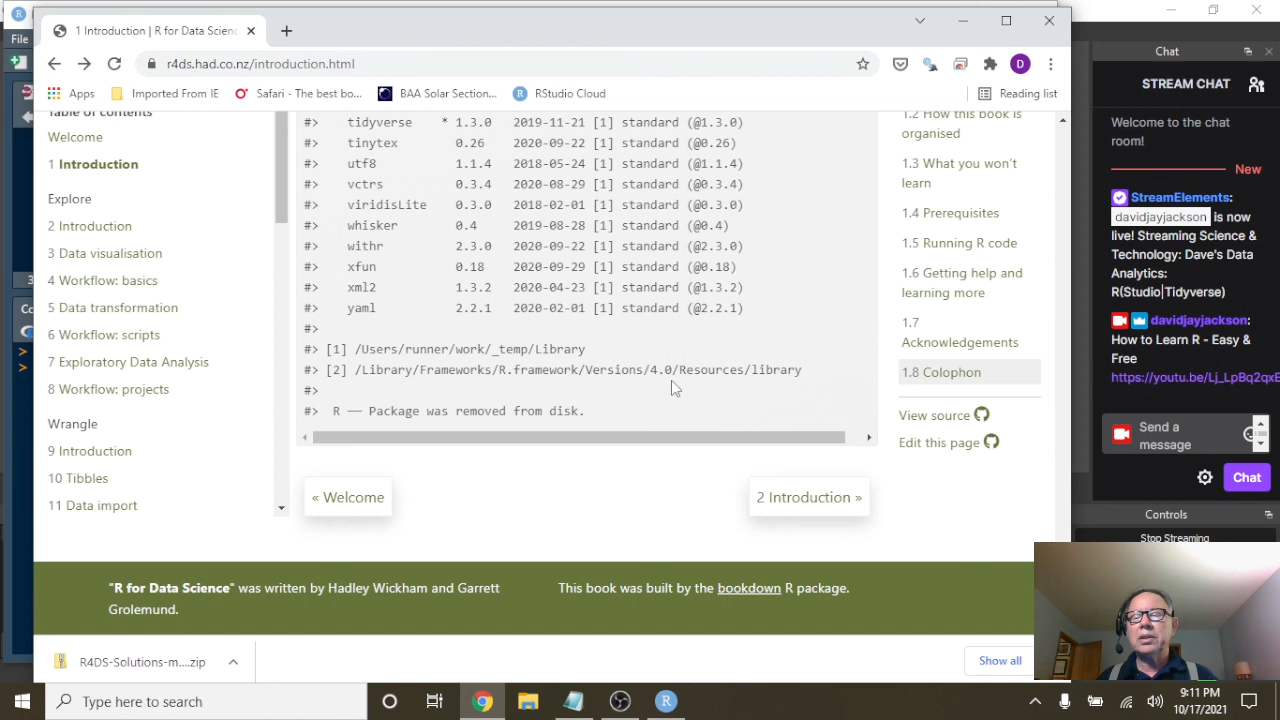 File
1 Introduction | R for Data Scienc
r4ds.had.co.nz/introduction.html
D
Apps
Imported From IE
Safari - The best bo...
BAA Solar Section...
RStudio Cloud
Reading list
Table of contents
Welcome
1 Introduction
Explore
2 Introduction
3 Data visualisation
4 Workflow: basics
5 Data transformation
6 Workflow: scripts
7 Exploratory Data Analysis
8 Workflow: projects
Wrangle
9 Introduction
10 Tibbles
11 Data import
#> tidyverse * 1.3.0 2019-11-21 [1] standard (@1.3.0)
#> tinytex 0.26 2020-09-22 [1] standard (@0.26)
#> utf8 1.1.4 2018-05-24 [1] standard (@1.1.4)
#> vctrs 0.3.4 2020-08-29 [1] standard (@0.3.4)
#> viridisLite 0.3.0 2018-02-01 [1] standard (@0.3.0)
#> whisker 0.4 2019-08-28 [1] standard (@0.4)
#> withr 2.3.0 2020-09-22 [1] standard (@2.3.0)
#> xfun 0.18 2020-09-29 [1] standard (@0.18)
#> xml2 1.3.2 2020-04-23 [1] standard (@1.3.2)
#> yaml 2.2.1 2020-02-01 [1] standard (@2.2.1)
#>
#> [1] /Users/runner/work/_temp/Library
#> [2] /Library/Frameworks/R.framework/Versions/4.0/Resources/library
#>
#> R —— Package was removed from disk.
« Welcome
2 Introduction »
1.2 How this book is
organised
1.3 What you won't
learn
1.4 Prerequisites
1.5 Running R code
1.6 Getting help and
learning more
1.7
Acknowledgements
1.8 Colophon
View source
Edit this page
"R for Data Science" was written by Hadley Wickham and Garrett
Grolemund.
This book was built by the bookdown R package.
R4DS-Solutions-m....zip
Show all
Chat
STREAM CHAT
Welcome to the chat
room!
New
StreamElements:
davidjayjackson is now
live! Streaming Science &
Technology: Dave's Data
Analytics:
R(Studio|Tidyverse)
davidjayjackson:
How to Learn R - Easy &
Free
https://youtu.be/Lj_LpBq2qxE
Send a
message
Chat
Controls
Stop Streaming
Type here to search
9:11 PM
10/17/2021